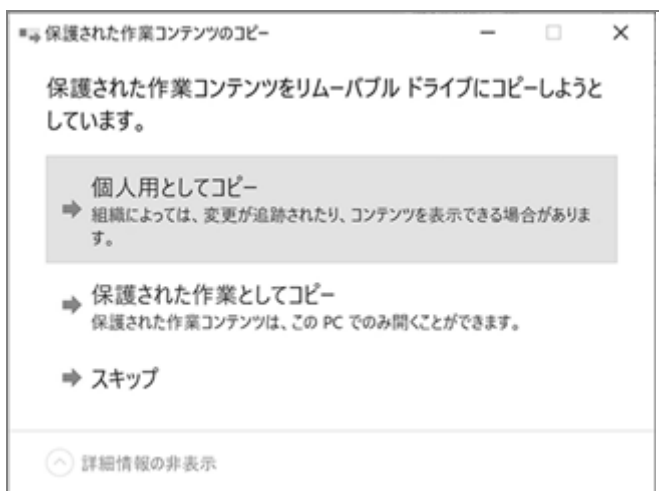 保護された作業コンテンツのコピー
保護された作業コンテンツをリムーバブル ドライブにコピーしようと
しています。
個人用としてコピー
組織によっては、変更が追跡されたり、コンテンツを表示できる場合がありま
す。
保護された作業としてコピー
保護された作業コンテンツは、この PC でのみ開くことができます。
スキップ
詳細情報の非表示